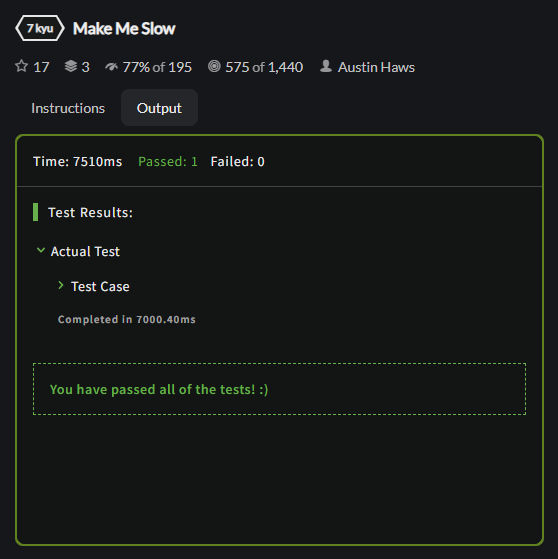 7 kyu Make Me Slow
17 3 77% of 195 575 of 1,440 Austin Haws
Instructions Output
Time: 7510ms Passed: 1 Failed: 0
Test Results:
Actual Test
Test Case
Completed in 7000.40ms
You have passed all of the tests! :)